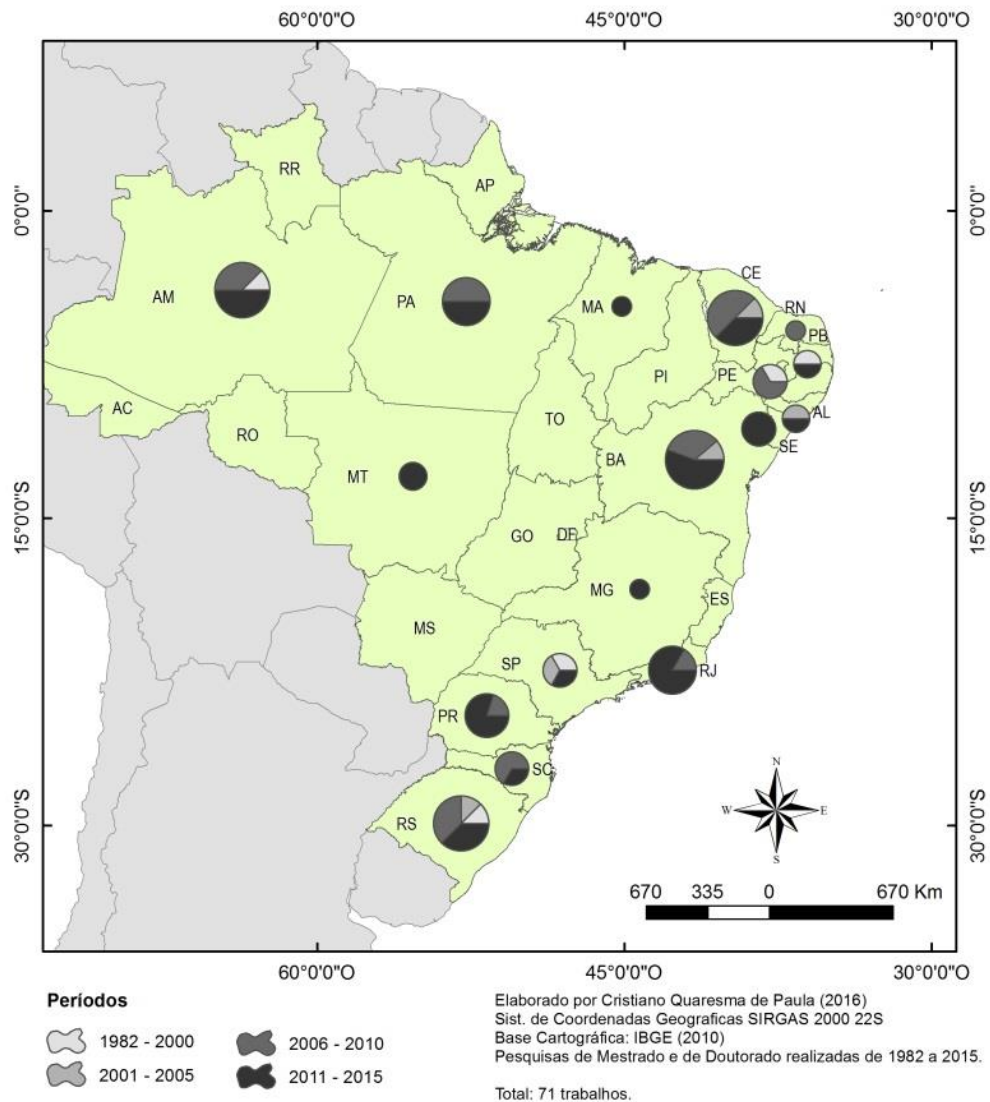 60°0'0"O 45°0'0"O 30°0'0"O
0°0'0"
15°0'0"S
30°0'0"S
0°0'0"
15°0'0"S
30°0'0"S
RR
AP
AM
PA
MA
CE
RN
PB
PI
PE
AC
RO
TO
AL
SE
MT
BA
GO
DF
MG
ES
MS
SP
RJ
PR
SC
RS
N
W E
S
670 335 0 670 Km
60°0'0"O 45°0'0"O 30°0'0"O
Períodos
1982 - 2000
2001 - 2005
2006 - 2010
2011 - 2015
Elaborado por Cristiano Quaresma de Paula (2016)
Sist. de Coordenadas Geograficas SIRGAS 2000 22S
Base Cartográfica: IBGE (2010)
Pesquisas de Mestrado e de Doutorado realizadas de 1982 a 2015.
Total: 71 trabalhos.